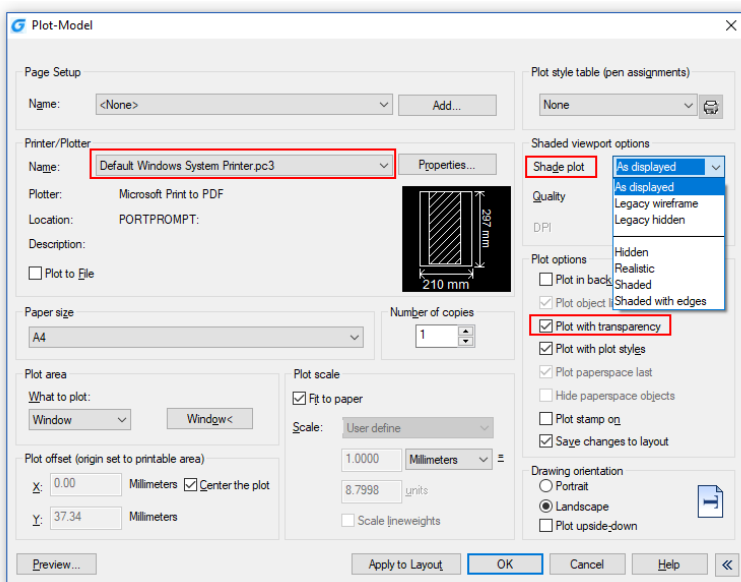 Plot-Model
Page Setup
Name:
<None>
Add...
Plot style table (pen assignments)
None
Printer/Plotter
Name:
Default Windows System Printer.pc3
Properties...
Plotter:
Microsoft Print to PDF
Location:
PORTPROMPT:
Description:
Plot to File
297 mm
210 mm
Shaded viewport options
Shade plot
As displayed
As displayed
Legacy wireframe
Legacy hidden
Hidden
Realistic
Shaded
Shaded with edges
Quality
DPI
Paper size
A4
Number of copies
1
Plot options
Plot in back
Plot object li
Plot with transparency
Plot with plot styles
Plot paperspace last
Hide paperspace objects
Plot stamp on
Save changes to layout
Plot area
What to plot:
Window
Window<
Plot scale
Fit to paper
Scale:
User define
1.0000
Millimeters
=
8.7998
units
Scale lineweights
Plot offset (origin set to printable area)
X:
0.00
Millimeters
Center the plot
Y:
37.34
Millimeters
Drawing orientation
Portrait
Landscape
Plot upside-down
Preview...
Apply to Layout
OK
Cancel
Help